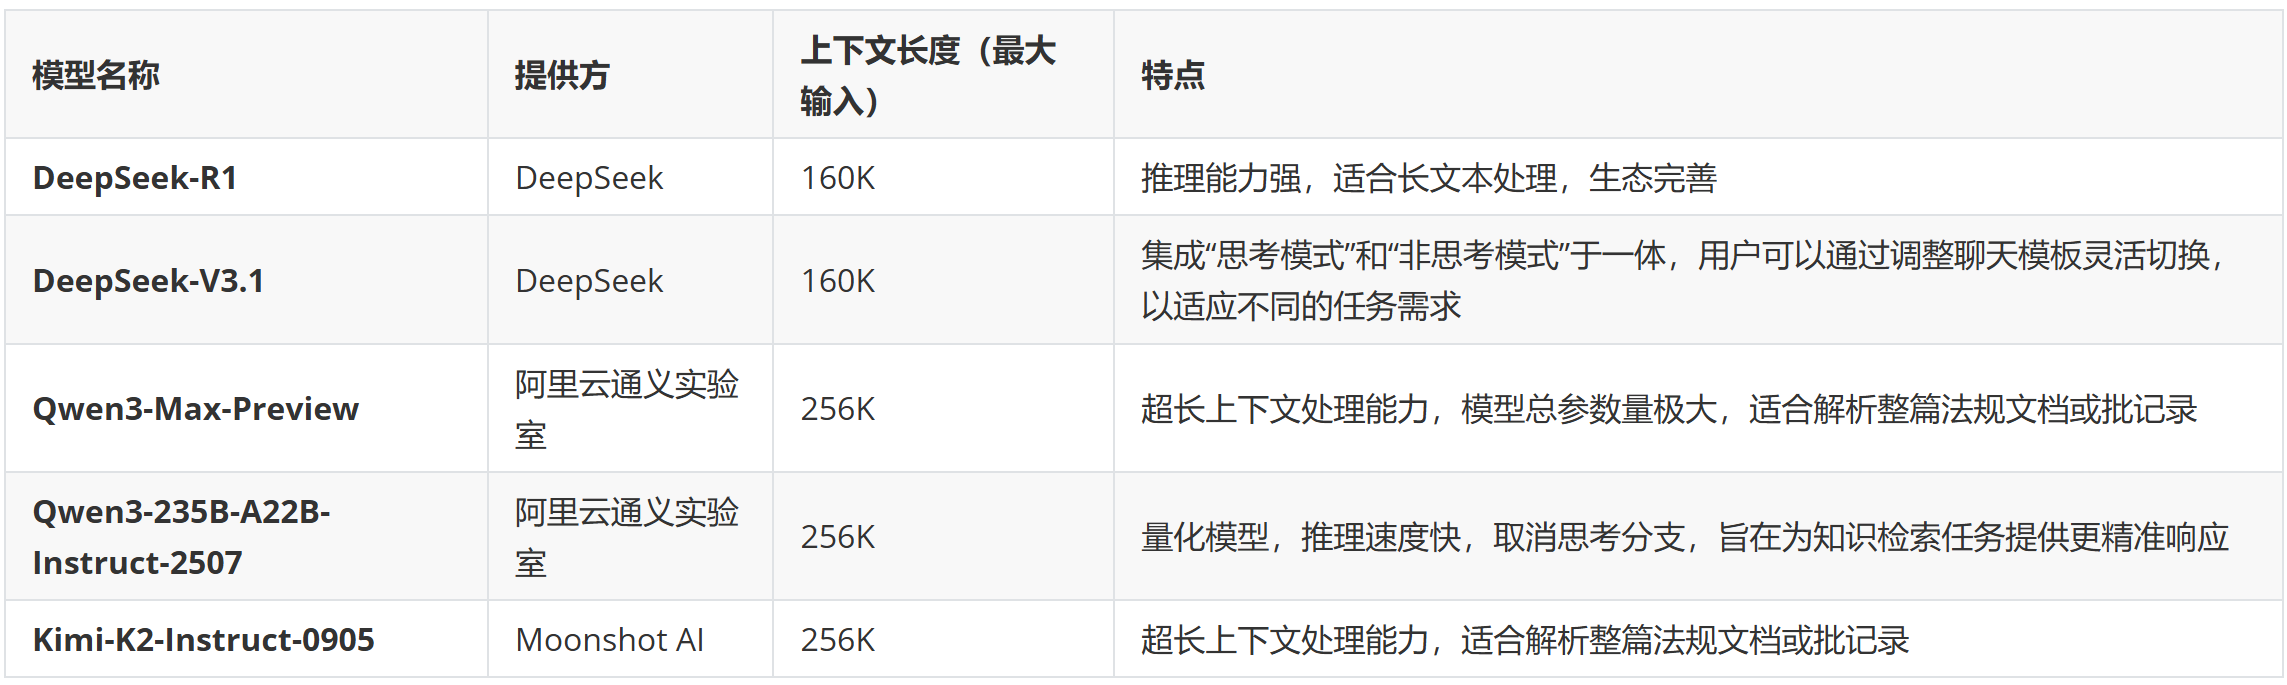 模型名称
提供方
上下文长度（最大
输入）
特点
DeepSeek-R1
DeepSeek
160K
推理能力强，适合长文本处理，生态完善
DeepSeek-V3.1
DeepSeek
160K
集成“思考模式”和“非思考模式”于一体，用户可以通过调整聊天模板灵活切换，
以适应不同的任务需求
Qwen3-Max-Preview
阿里云通义实验
室
256K
超长上下文处理能力，模型总参数量极大，适合解析整篇法规文档或批记录
Qwen3-235B-A22B-
Instruct-2507
阿里云通义实验
室
256K
量化模型，推理速度快，取消思考分支，旨在为知识检索任务提供更精准响应
Kimi-K2-Instruct-0905
Moonshot AI
256K
超长上下文处理能力，适合解析整篇法规文档或批记录